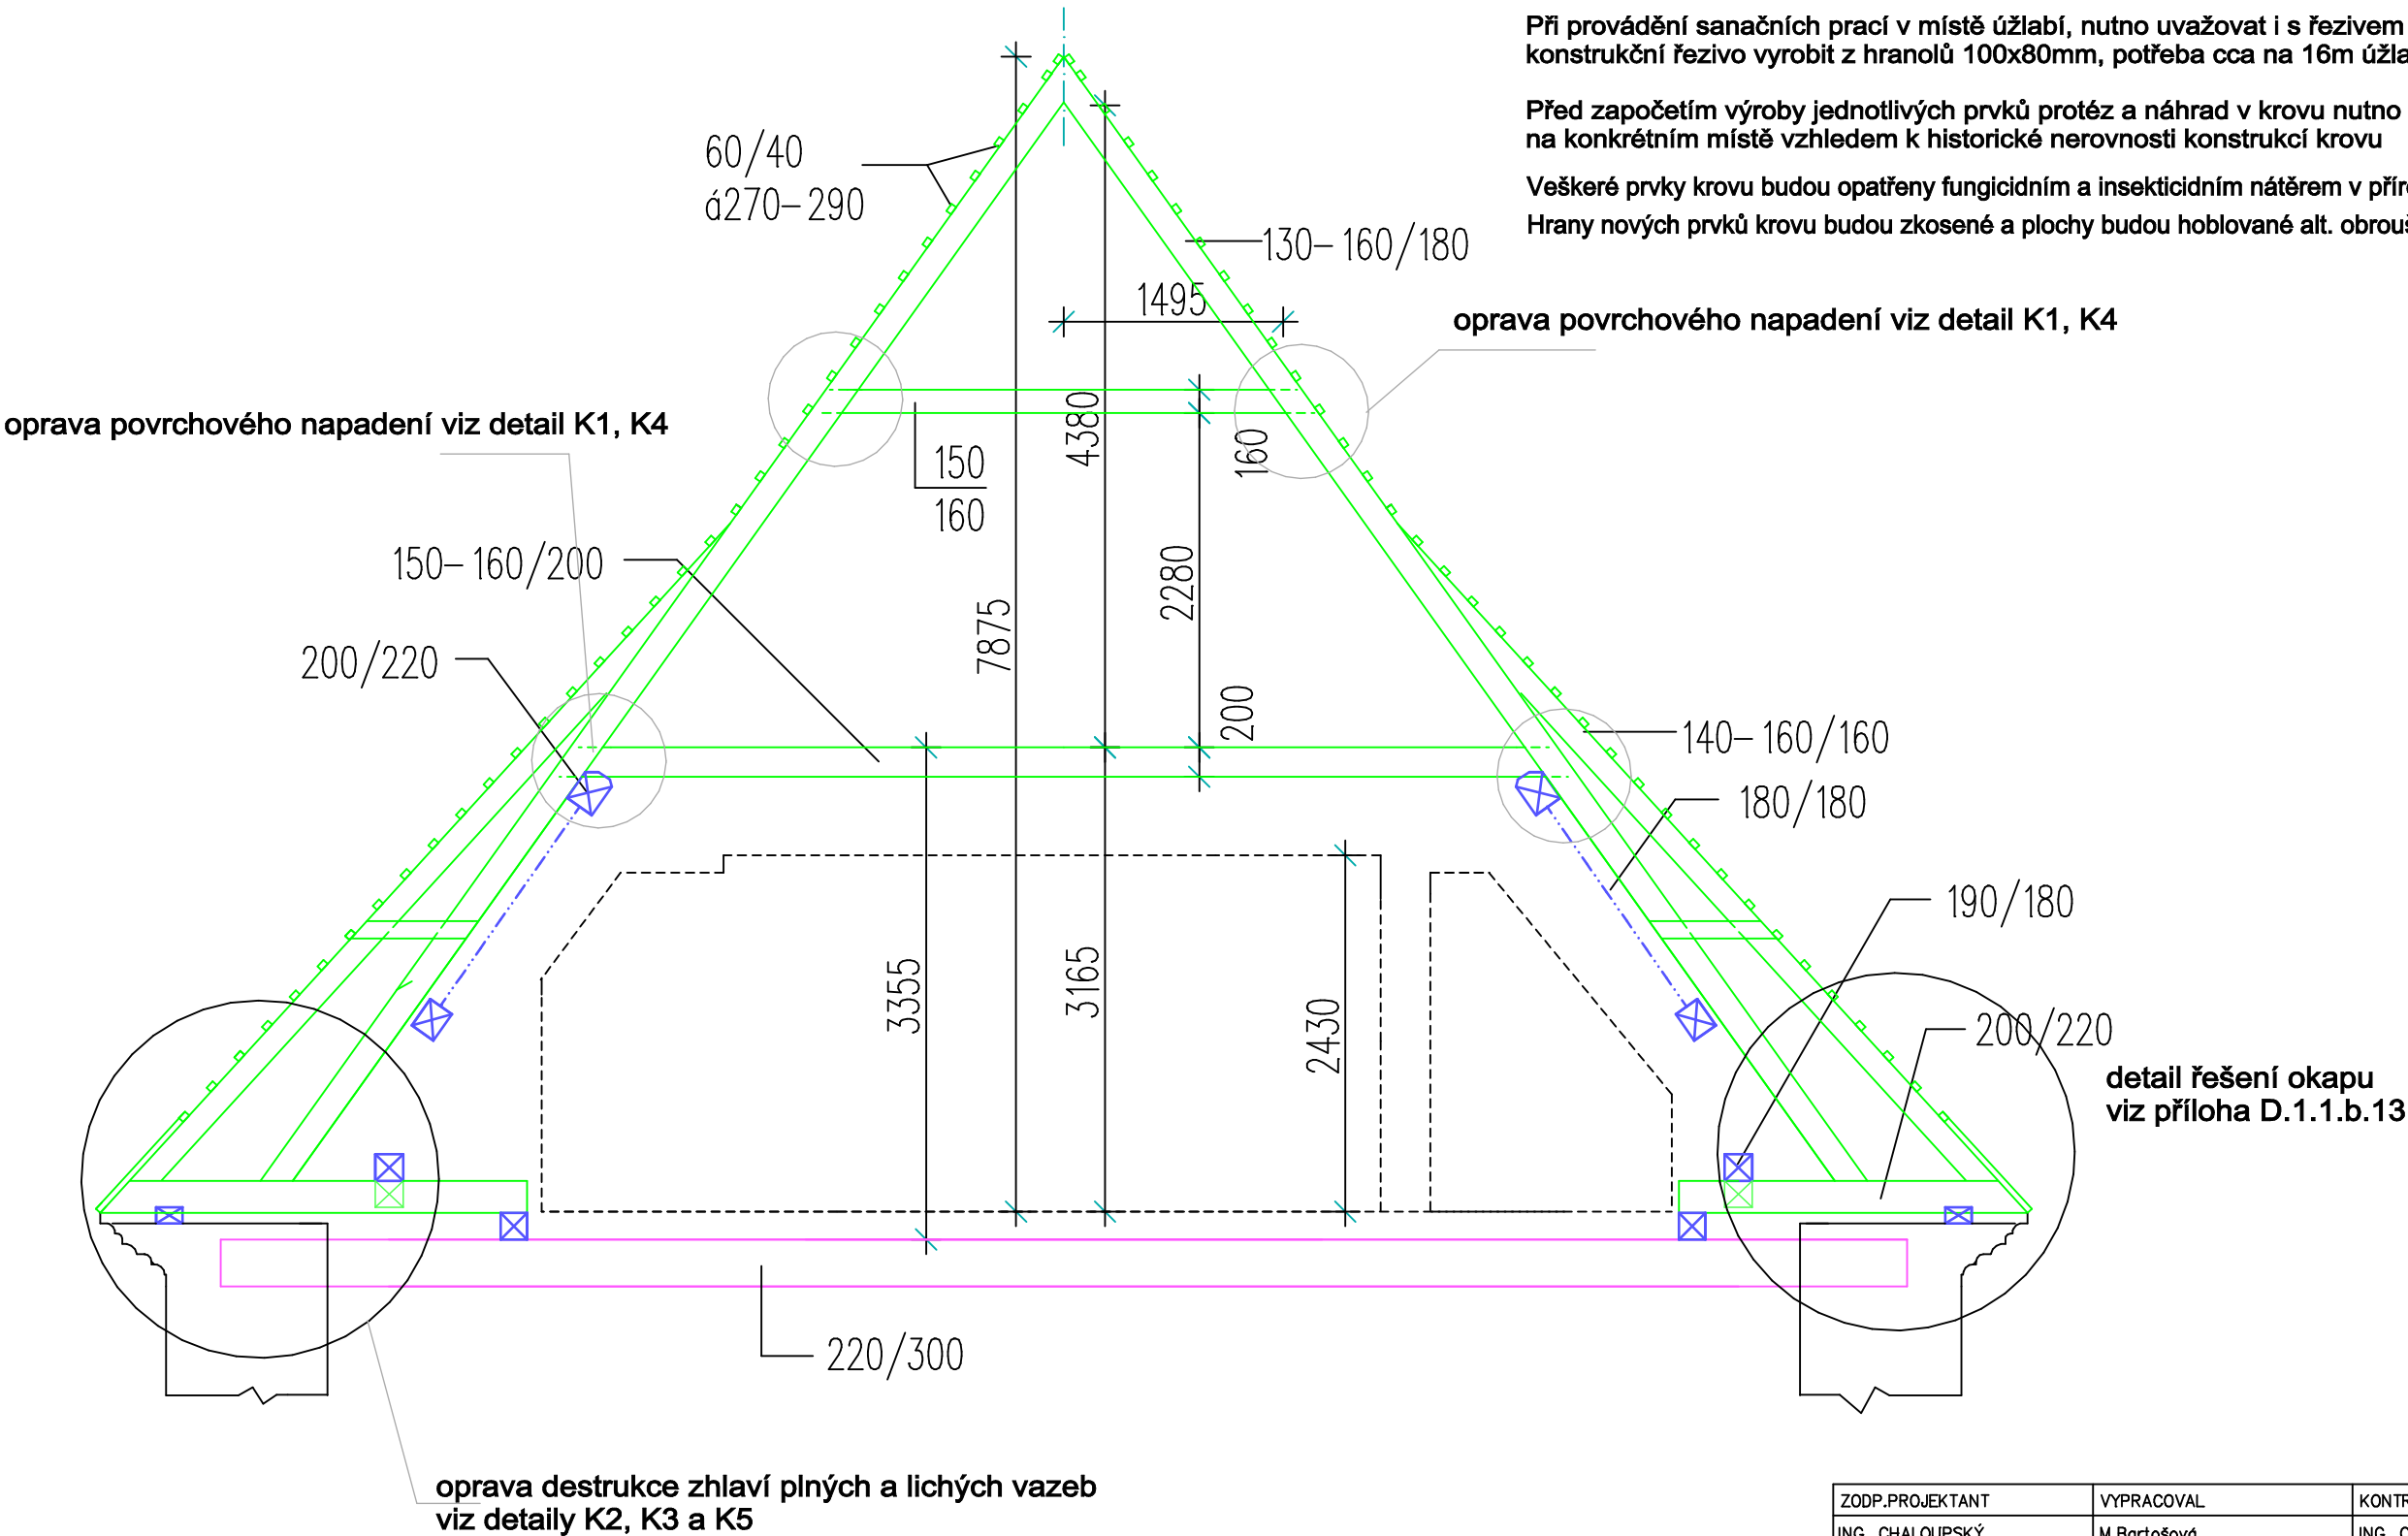 Při provádění sanačních prací v místě úžlabí, nutno uvažovat i s řezivem
konstrukční řezivo vyrobit z hranolů 100x80mm, potřeba cca na 16m
Před započetím výroby jednotlivých prvků protéz a náhrad v krovu nutno
na konkrétním místě vzhledem k historické nerovnosti konstrukcí krovu
Veškeré prvky krovu budou opatřeny fungicidním a insekticidním nátěrem v
Hrany nových prvků krovu budou zkosené a plochy budou hoblované alt.
60/40
á270-290
130-160/180
1495
oprava povrchového napadení viz detail K1, K4
oprava povrchového napadení viz detail K1, K4
4380
160
150
160
150-160/200
2280
7875
200/220
200
140-160/160
180/180
190/180
3355
3165
2430
200/220
detail řešení okapu
viz příloha D.1.1.b.13
220/300
oprava destrukce zhlaví plných a lichých vazeb
viz detaily K2, K3 a K5
ZODP.PROJEKTANT VYPRACOVAL
ING. CHALOUPSKÝ M.Bartošová ING.